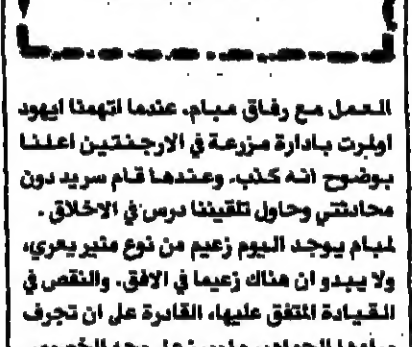 العمل مع رفاق مبام. عندما اتهمنا ايهود
اولمرت بادارة مزرعة في الارجنتين اعلنا
بوضوح انه كذب. وعندها قام سريد دون
محادثتي وحاول تلقيننا درس في الاخلاق.
لمبام يوجد اليوم زعيم من نوع منير يعري،
ولا يبدو ان هناك زعيما في الافق. والنقص في
القيادة المتفق عليها، القادرة على ان تجرف